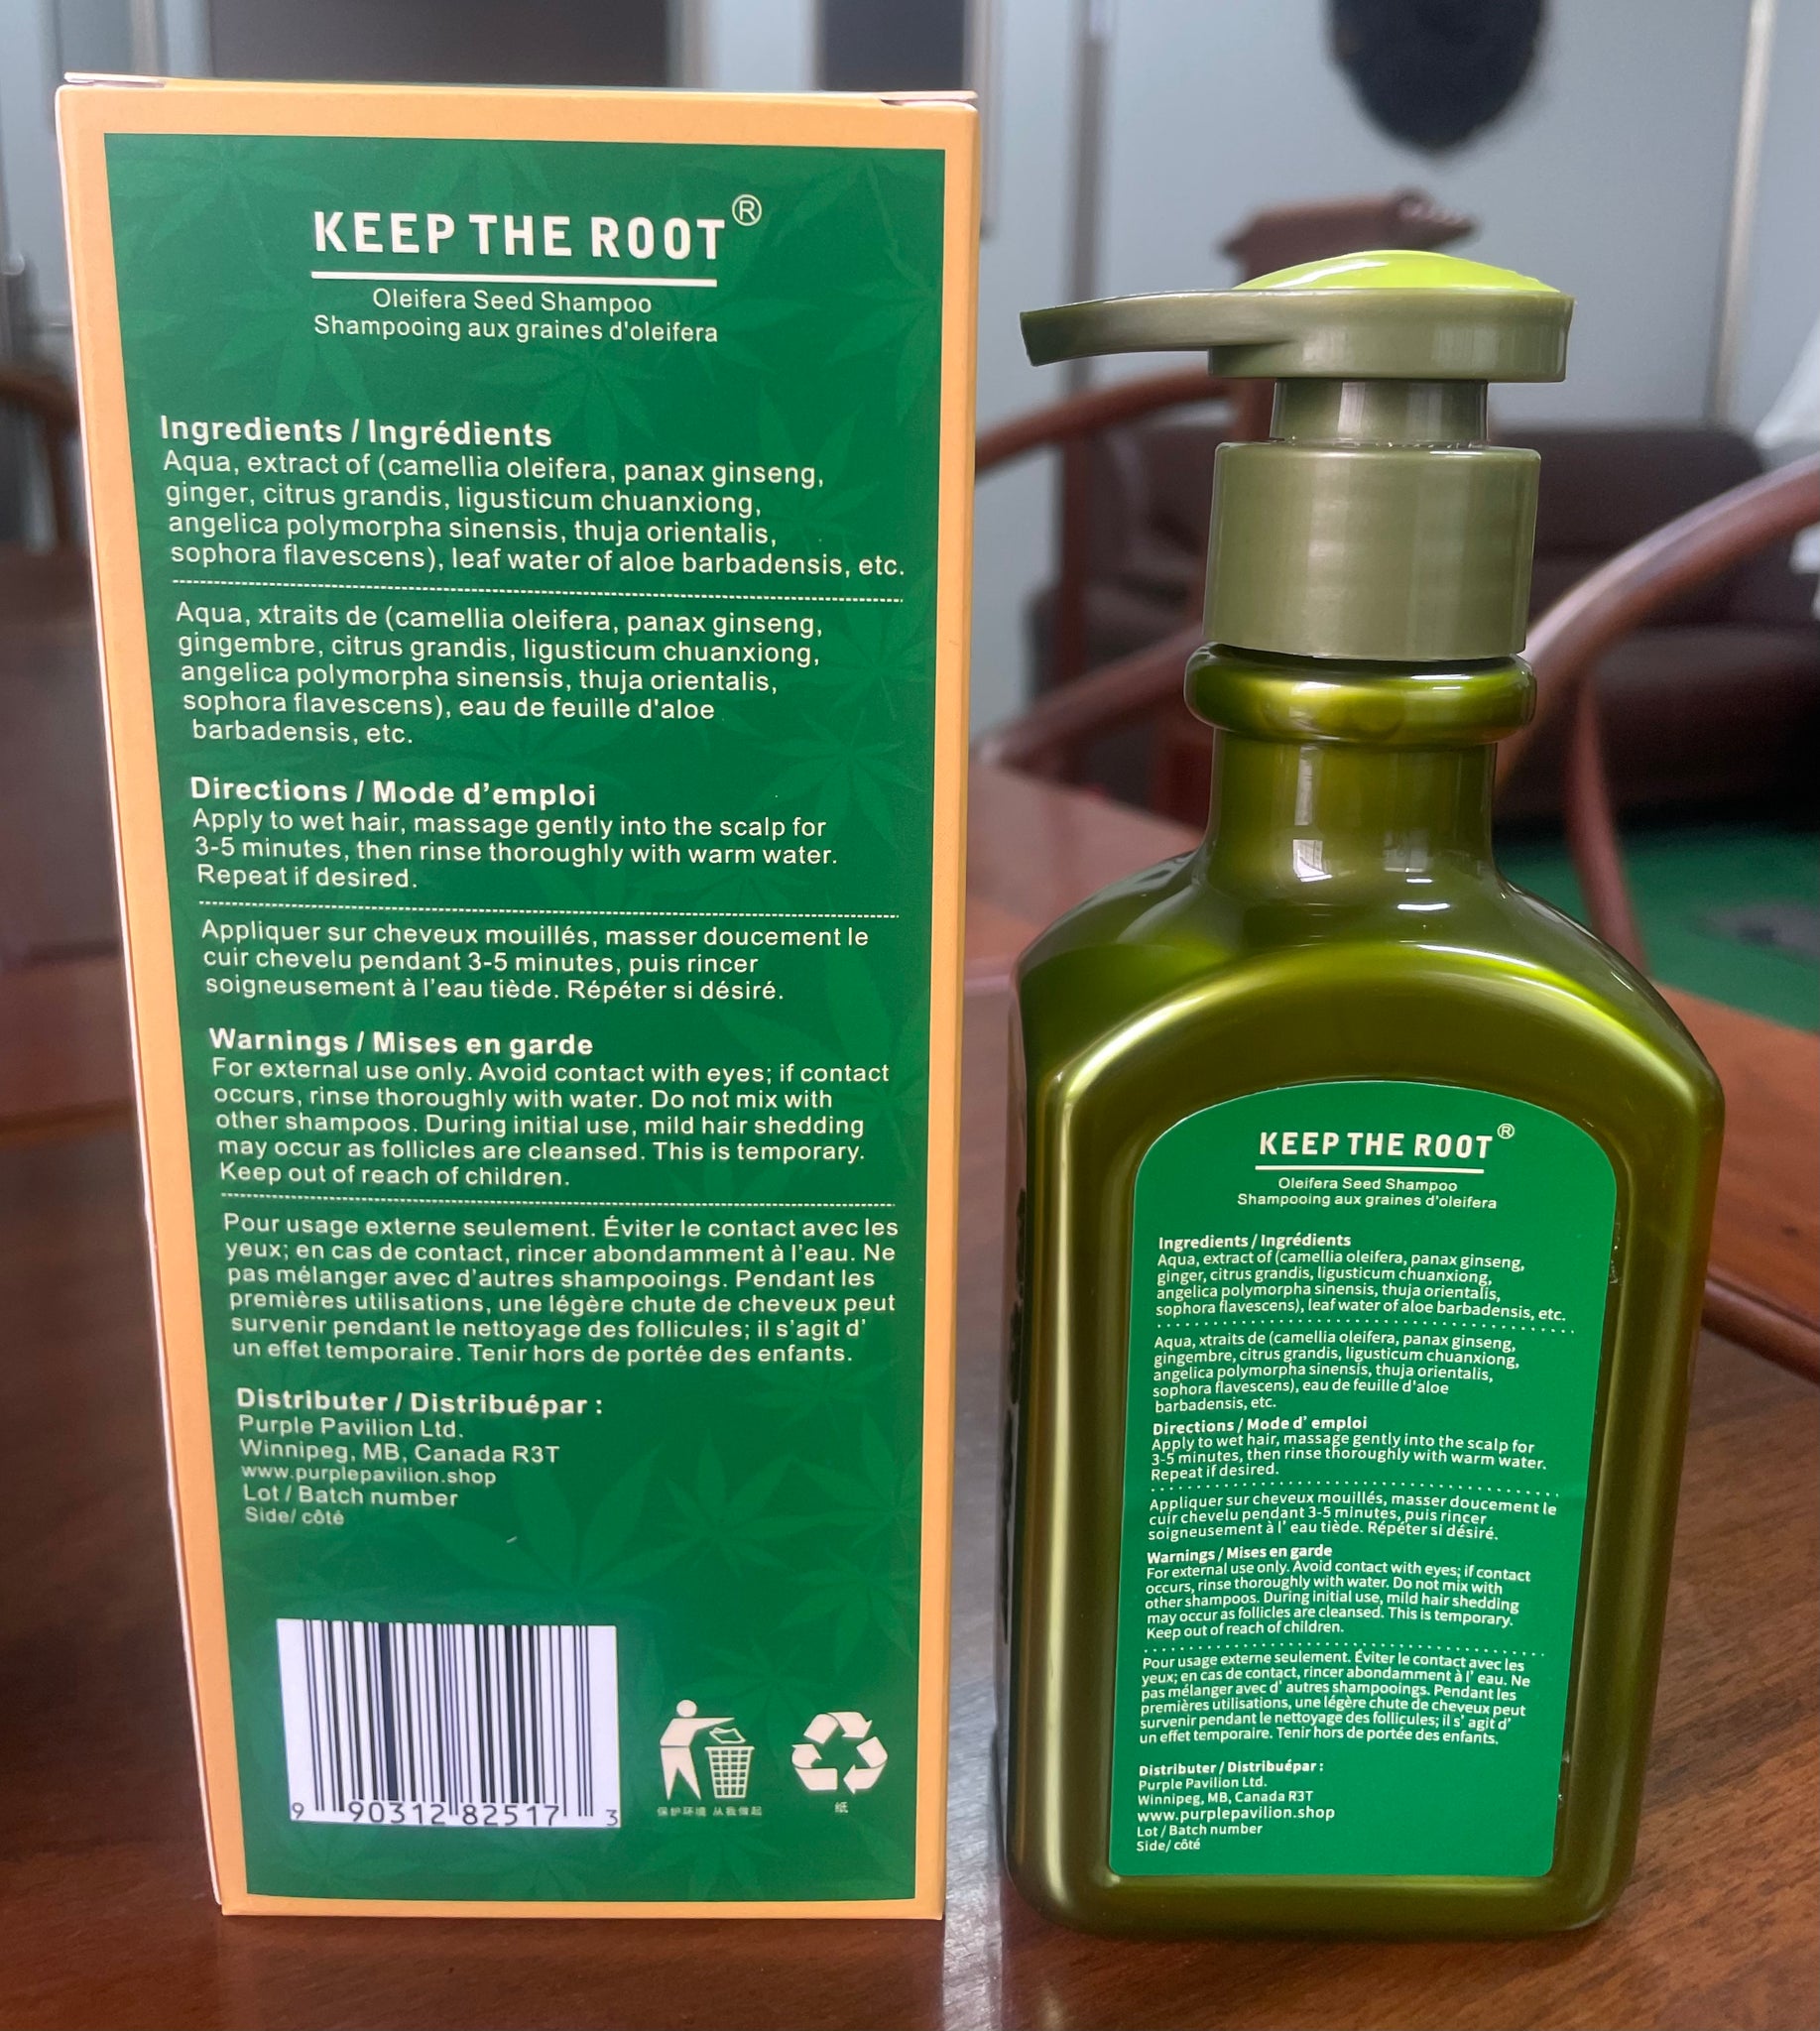 KEEP THE ROOT®
Oleifera Seed Shampoo
Shampooing aux graines d'oleifera
Ingredients / Ingrédients
Aqua, extract of (camellia oleifera, panax ginseng,
ginger, citrus grandis, ligusticum chuanxiong,
angelica polymorpha sinensis, thuja orientalis,
sophora flavescens), leaf water of aloe barbadensis, etc.
Aqua, xtraits de (camellia oleifera, panax ginseng,
gingembre, citrus grandis, ligusticum chuanxiong,
angelica polymorpha sinensis, thuja orientalis,
sophora flavescens), eau de feuille d'aloe
barbadensis, etc.
Directions / Mode d’emploi
Apply to wet hair, massage gently into the scalp for
3-5 minutes, then rinse thoroughly with warm water.
Repeat if desired.
Appliquer sur cheveux mouillés, masser doucement le
cuir chevelu pendant 3-5 minutes, puis rincer
soigneusement à l’eau tiède. Répéter si désiré.
Warnings / Mises en garde
For external use only. Avoid contact with eyes; if contact
occurs, rinse thoroughly with water. Do not mix with
other shampoos. During initial use, mild hair shedding
may occur as follicles are cleansed. This is temporary.
Keep out of reach of children.
Pour usage externe seulement. Éviter le contact avec les
yeux; en cas de contact, rincer abondamment à l’eau. Ne
pas mélanger avec d’autres shampooings. Pendant les
premières utilisations, une légère chute de cheveux peut
survenir pendant le nettoyage des follicules; il s’agit d’
un effet temporaire. Tenir hors de portée des enfants.
Distributer / Distribuépar :
Purple Pavilion Ltd.
Winnipeg, MB, Canada R3T
www.purplepavilion.shop
Lot / Batch number
Side/ côté
9 90312 82517 3
保护环境 从我做起
纸
KEEP THE ROOT®
Oleifera Seed Shampoo
Shampooing aux graines d'oleifera
Ingredients / Ingrédients
Aqua, extract of (camellia oleifera, panax ginseng,
ginger, citrus grandis, ligusticum chuanxiong,
angelica polymorpha sinensis, thuja orientalis,
sophora flavescens), leaf water of aloe barbadensis, etc.
Aqua, xtraits de (camellia oleifera, panax ginseng,
gingembre, citrus grandis, ligusticum chuanxiong,
angelica polymorpha sinensis, thuja orientalis,
sophora flavescens), eau de feuille d'aloe
barbadensis, etc.
Directions / Mode d’ emploi
Apply to wet hair, massage gently into the scalp for
3-5 minutes, then rinse thoroughly with warm water.
Repeat if desired.
Appliquer sur cheveux mouillés, masser doucement le
cuir chevelu pendant 3-5 minutes, puis rincer
soigneusement à l’ eau tiède. Répéter si désiré.
Warnings / Mises en garde
For external use only. Avoid contact with eyes; if contact
occurs, rinse thoroughly with water. Do not mix with
other shampoos. During initial use, mild hair shedding
may occur as follicles are cleansed. This is temporary.
Keep out of reach of children.
Pour usage externe seulement. Éviter le contact avec les
yeux; en cas de contact, rincer abondamment à l’ eau. Ne
pas mélanger avec d’ autres shampooings. Pendant les
premières utilisations, une légère chute de cheveux peut
survenir pendant le nettoyage des follicules; il s’ agit d’
un effet temporaire. Tenir hors de portée des enfants.
Distributer / Distribuépar :
Purple Pavilion Ltd.
Winnipeg, MB, Canada R3T
www.purplepavilion.shop
Lot / Batch number
Side/ côté